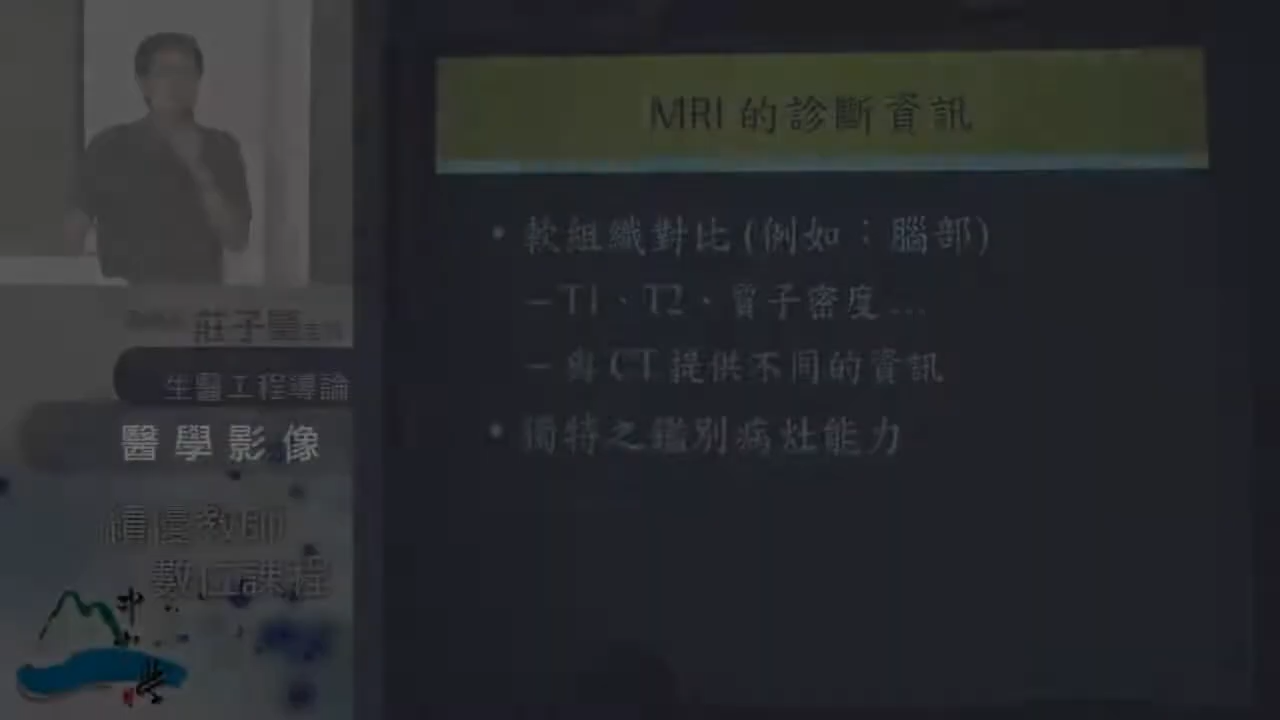 MRI 的診斷資訊
• 軟組織對比 (例如：腦部)
– T1、T2、質子密度…
– 與 CT 提供不同的資訊
• 獨特之鑑別病灶能力
莊子
生醫工程導論
醫學影像
績優教師
數位課程